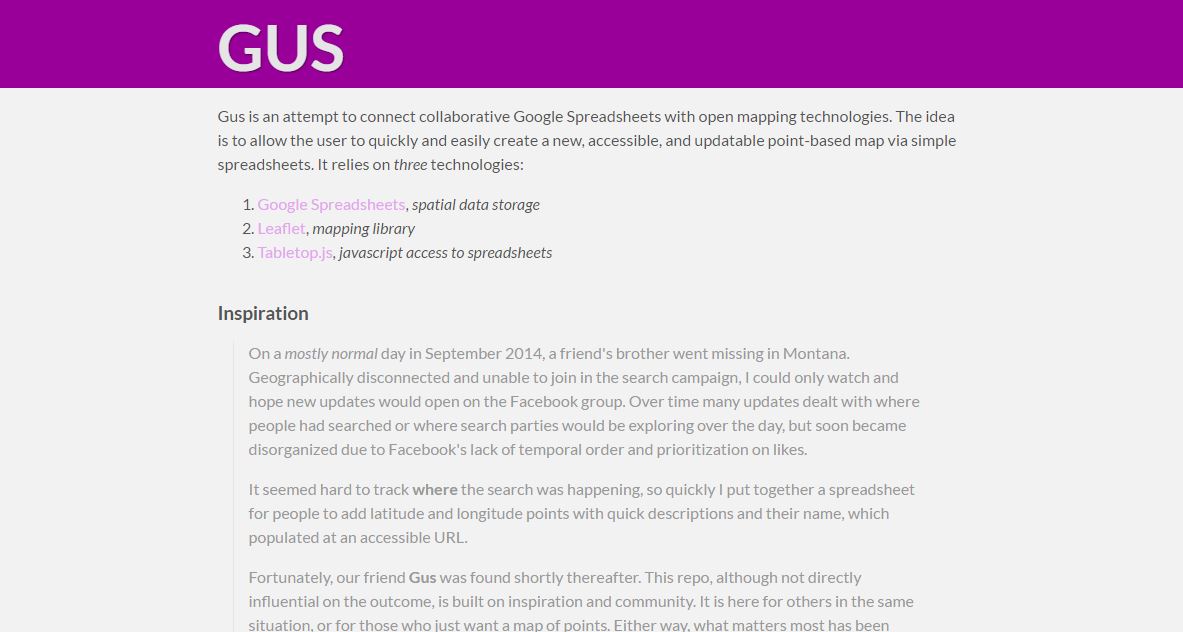 GUS
Gus is an attempt to connect collaborative Google Spreadsheets with open mapping technologies. The idea
is to allow the user to quickly and easily create a new, accessible, and updatable point-based map via simple
spreadsheets. It relies on three technologies:
1. Google Spreadsheets, spatial data storage
2. Leaflet, mapping library
3. Tabletop.js, javascript access to spreadsheets
Inspiration
On a mostly normal day in September 2014, a friend's brother went missing in Montana.
Geographically disconnected and unable to join in the search campaign, I could only watch and
hope new updates would open on the Facebook group. Over time many updates dealt with where
people had searched or where search parties would be exploring over the day, but soon became
disorganized due to Facebook's lack of temporal order and prioritization on likes.
It seemed hard to track where the search was happening, so quickly I put together a spreadsheet
for people to add latitude and longitude points with quick descriptions and their name, which
populated at an accessible URL.
Fortunately, our friend Gus was found shortly thereafter. This repo, although not directly
influential on the outcome, is built on inspiration and community. It is here for others in the same
situation, or for those who just want a map of points. Either way, what matters most has been